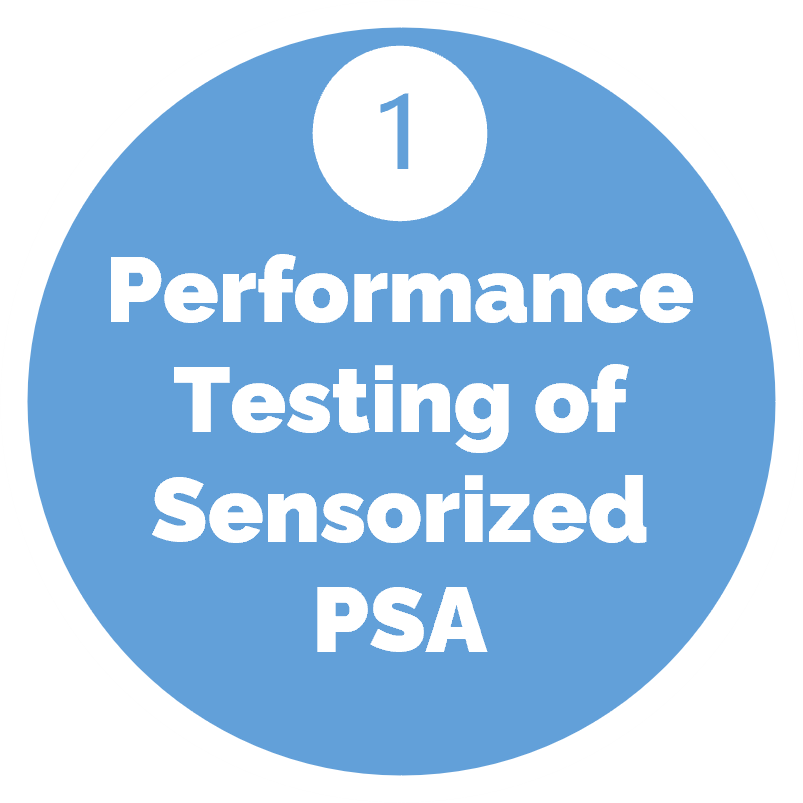 1
Performance
Testing of
Sensorized
PSA